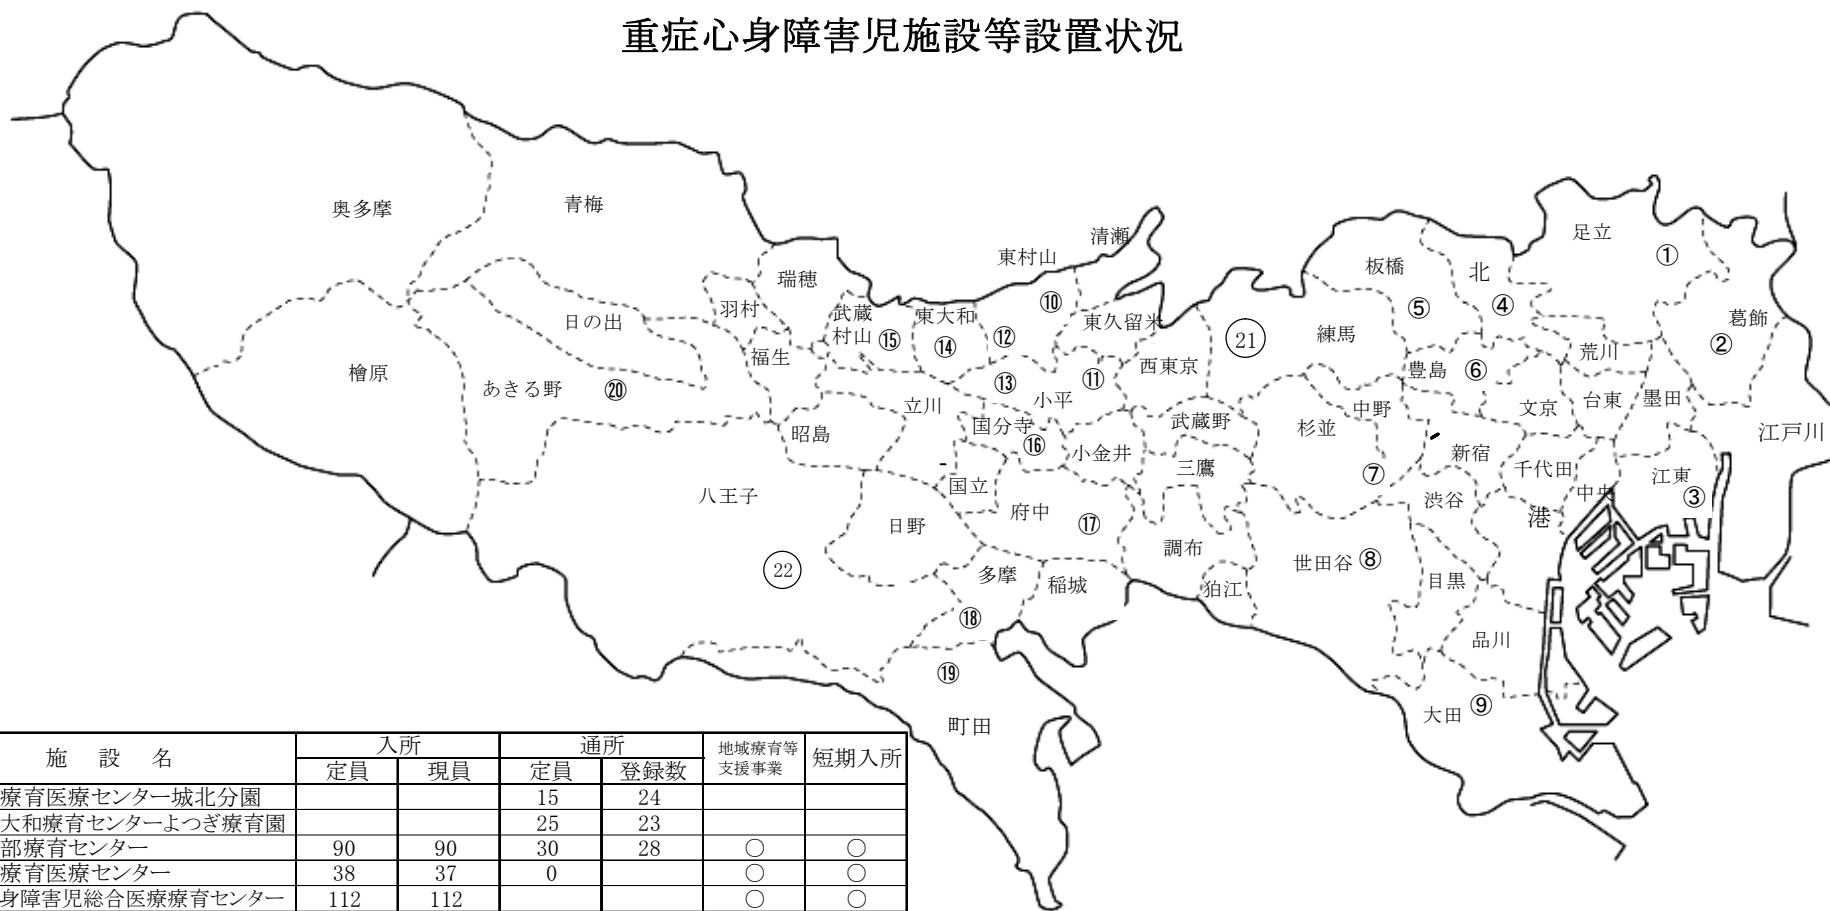 重症心身障害児施設等設置状況
奥多摩
青梅
瑞穂
羽村
日の出
福生
檜原
あきる野 ⑳
武蔵
村山 ⑮
東大和
⑭
東村山
⑩
⑫
清瀬
東久留米
⑬
小平
⑪
西東京
㉑
練馬
板橋
⑤
北
④
足立
①
葛飾
②
荒川
豊島 ⑥
文京
台東
墨田
江戸川
立川
昭島
国分寺
⑯
小金井
武蔵野
三鷹
杉並
中野
⑦
新宿
千代田
中央
江東
③
渋谷
港
八王子
㉒
日野
国立
府中 ⑰
調布
狛江
世田谷 ⑧
目黒
品川
大田 ⑨
多摩
⑱
稲城
⑲
町田
施 設 名 入所 通所 地域療育等 支援事業 短期入所
定員 現員 定員 登録数
療育医療センター城北分園 15 24
大和療育センターよつぎ療育園 25 23
部療育センター 90 90 30 28 ○ ○
療育医療センター 38 37 0 ○ ○
身障害児総合医療療育センター 112 112 ○ ○